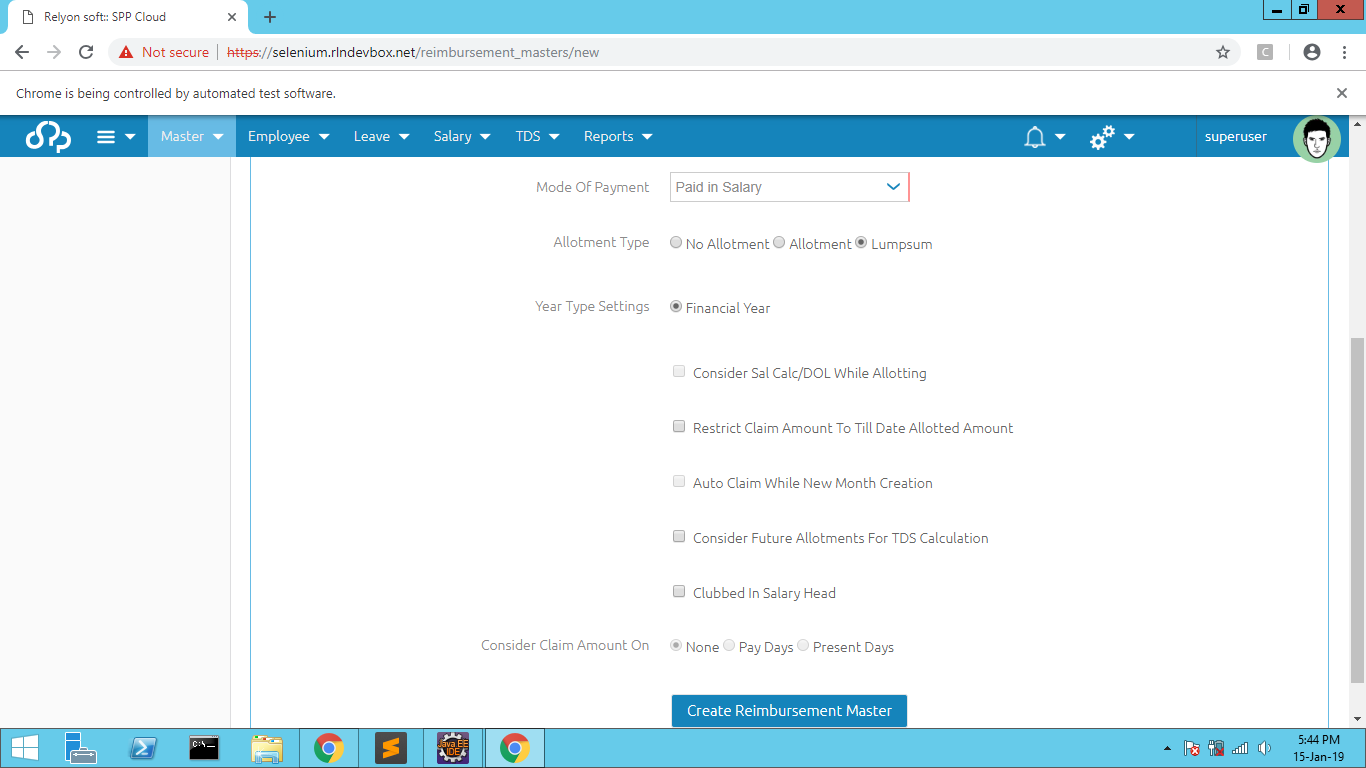 Relyon soft:: SPP Cloud
Not secure https://selenium.rlndevbox.net/reimbursement_masters/new
C
Chrome is being controlled by automated test software.
Master Employee Leave Salary TDS Reports superuser
Mode Of Payment Paid in Salary
Allotment Type No Allotment Allotment Lumpsum
Year Type Settings Financial Year
Consider Sal Calc/DOL While Allotting
Restrict Claim Amount To Till Date Allotted Amount
Auto Claim While New Month Creation
Consider Future Allotments For TDS Calculation
Clubbed In Salary Head
Consider Claim Amount On None Pay Days Present Days
Create Reimbursement Master
C:\_
Java EE
IDE
5:44 PM
15-Jan-19